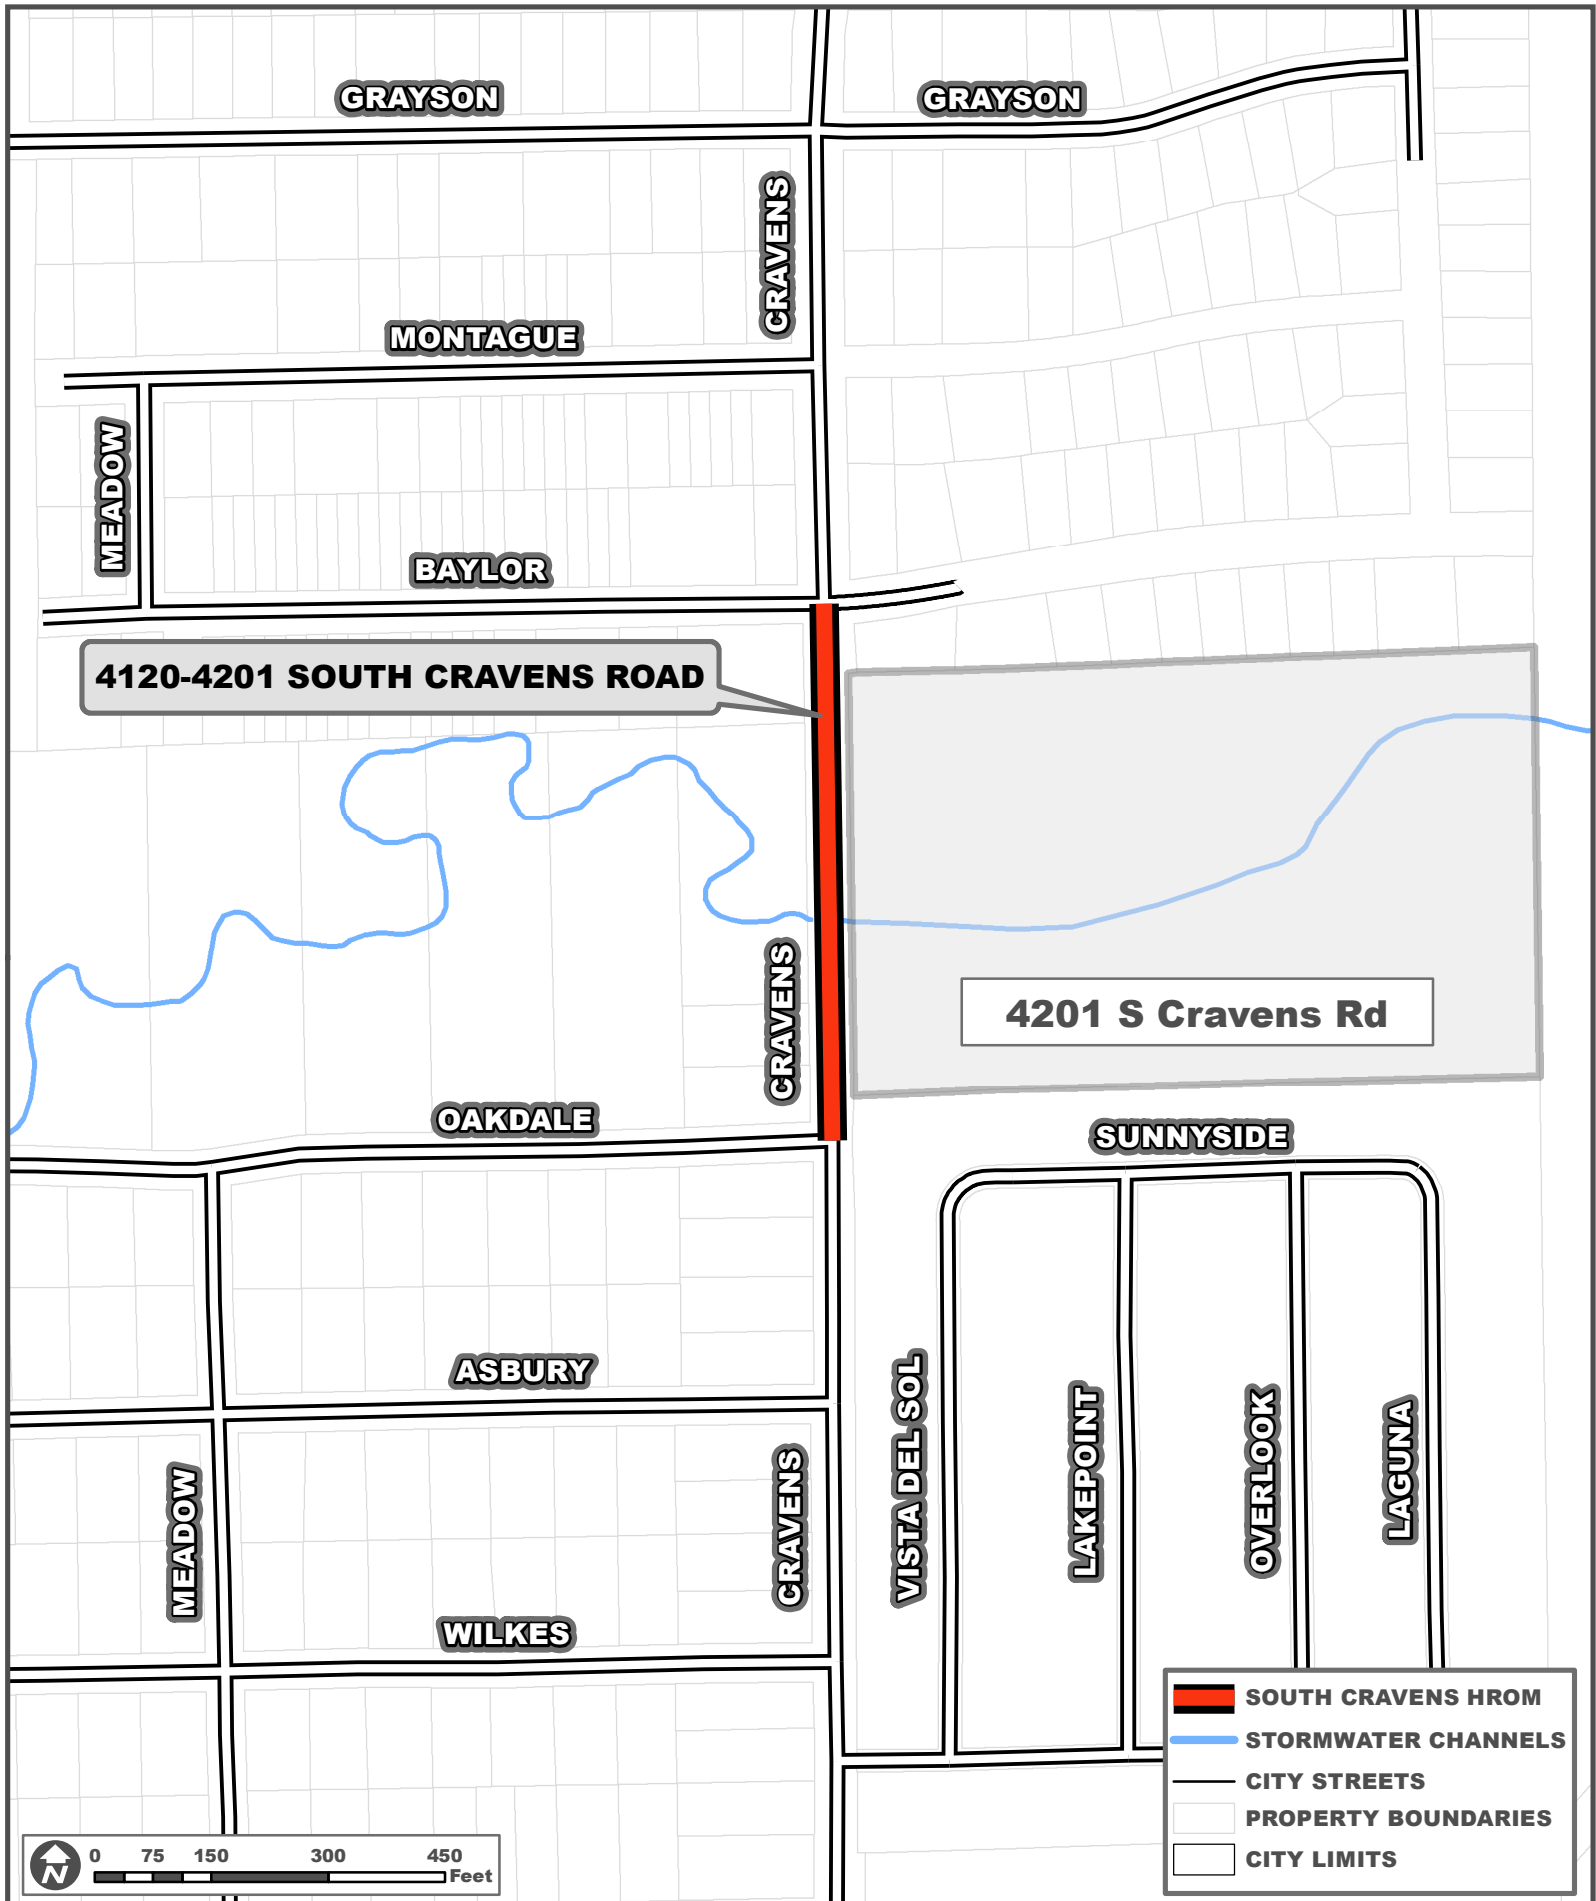 GRAYSON
GRAYSON
CRAVENS
MONTAGUE
MEADOW
BAYLOR
4120-4201 SOUTH CRAVENS ROAD
CRAVENS
4201 S Cravens Rd
OAKDALE
SUNNYSIDE
ASBURY
VISTA DEL SOL
LAKEPOINT
OVERLOOK
LAGUNA
MEADOW
CRAVENS
WILKES
SOUTH CRAVENS HROM
STORMWATER CHANNELS
CITY STREETS
PROPERTY BOUNDARIES
CITY LIMITS
N
0 75 150 300 450
Feet